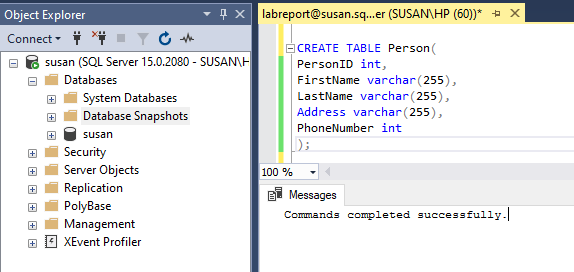 Object Explorer
Connect
susan (SQL Server 15.0.2080 - SUSAN\H
Databases
System Databases
Database Snapshots
susan
Security
Server Objects
Replication
PolyBase
Management
XEvent Profiler
labreport@susan.sq...er (SUSAN\HP (60))*
CREATE TABLE Person(
PersonID int,
FirstName varchar(255),
LastName varchar(255),
Address varchar(255),
PhoneNumber int
);
100 %
Messages
Commands completed successfully.